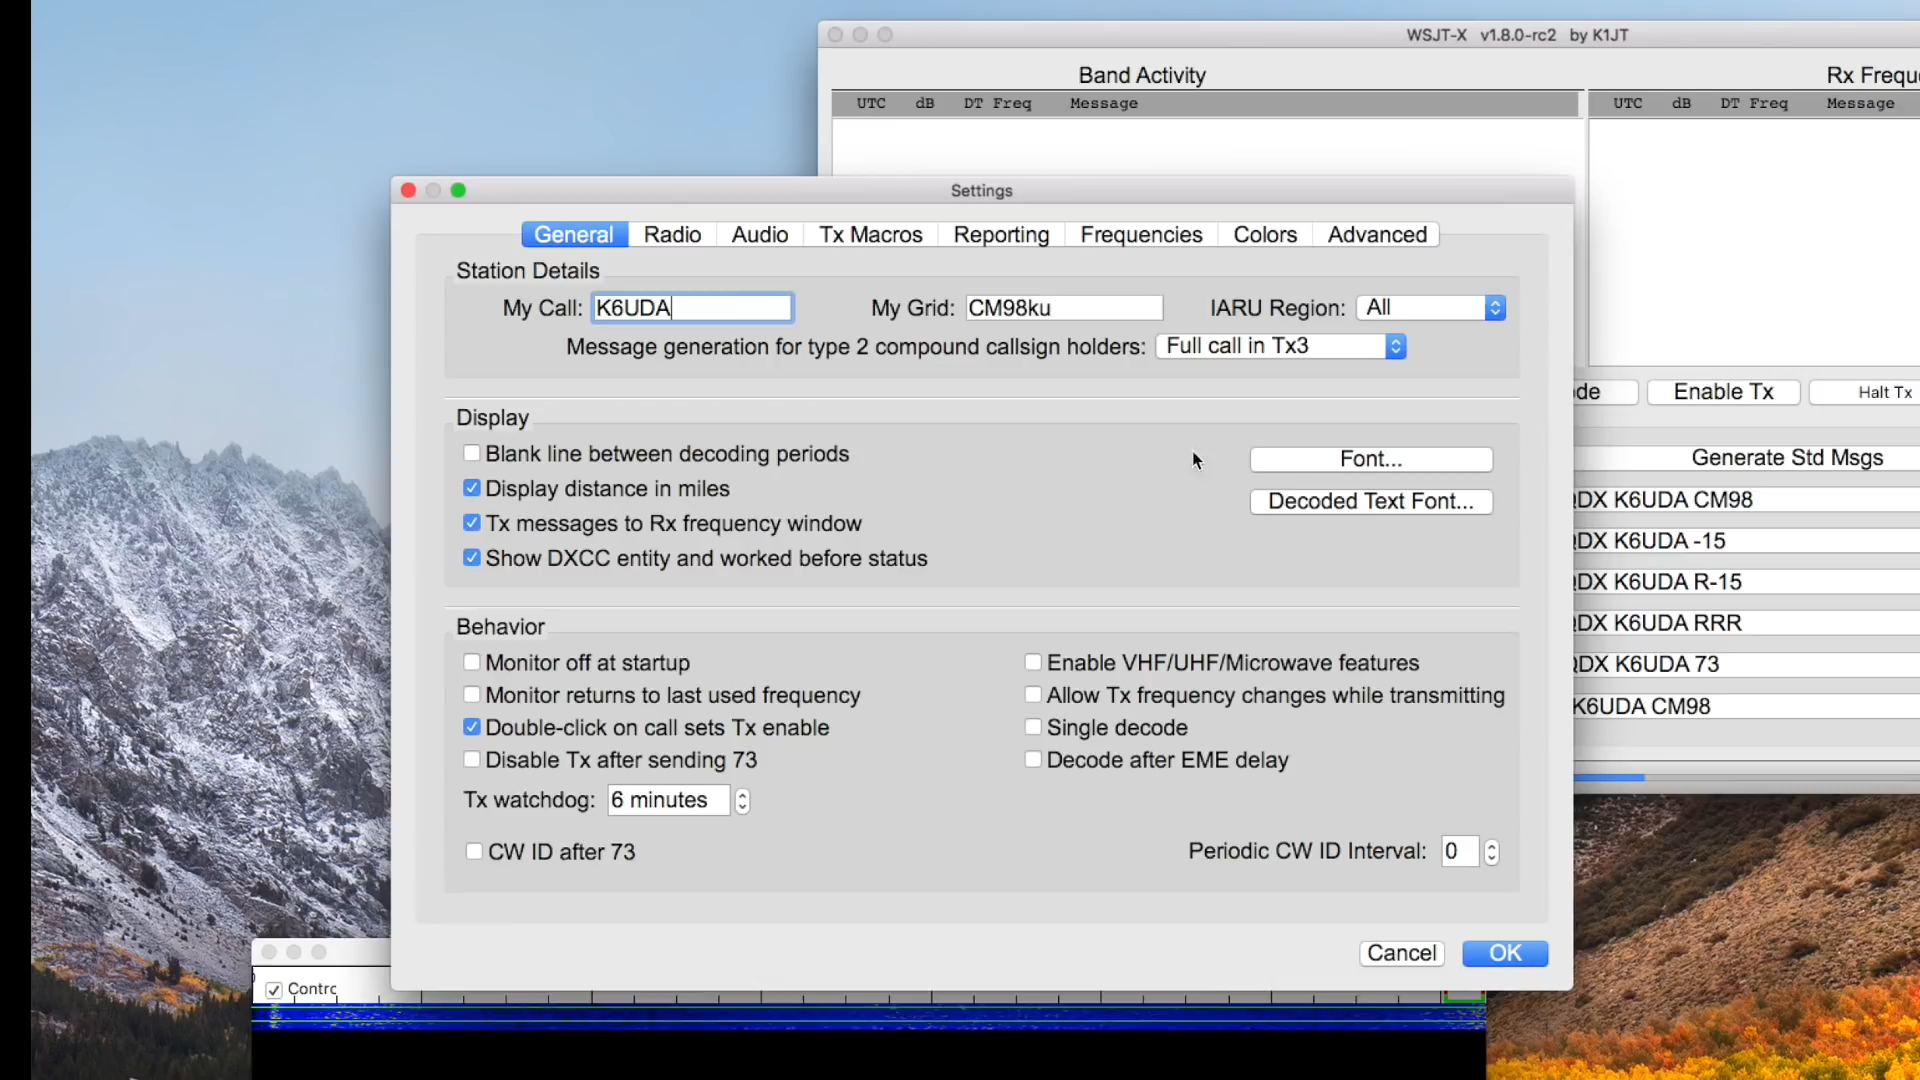 WSJT-X v1.8.0-rc2 by K1JT
Band Activity
Rx Frequ
UTC dB DT Freq Message
UTC dB DT Freq Message
Settings
General Radio Audio Tx Macros Reporting Frequencies Colors Advanced
Station Details
My Call: K6UDA My Grid: CM98ku IARU Region: All
Message generation for type 2 compound callsign holders: Full call in Tx3
Display
Blank line between decoding periods
Display distance in miles
Tx messages to Rx frequency window
Show DXCC entity and worked before status
Font...
Decoded Text Font...
Behavior
Monitor off at startup
Monitor returns to last used frequency
Double-click on call sets Tx enable
Disable Tx after sending 73
Tx watchdog: 6 minutes
CW ID after 73
Enable VHF/UHF/Microwave features
Allow Tx frequency changes while transmitting
Single decode
Decode after EME delay
Periodic CW ID Interval: 0
Cancel OK
de Enable Tx Halt Tx
Generate Std Msgs
QDX K6UDA CM98
QDX K6UDA -15
QDX K6UDA R-15
QDX K6UDA RRR
QDX K6UDA 73
K6UDA CM98
Contrc